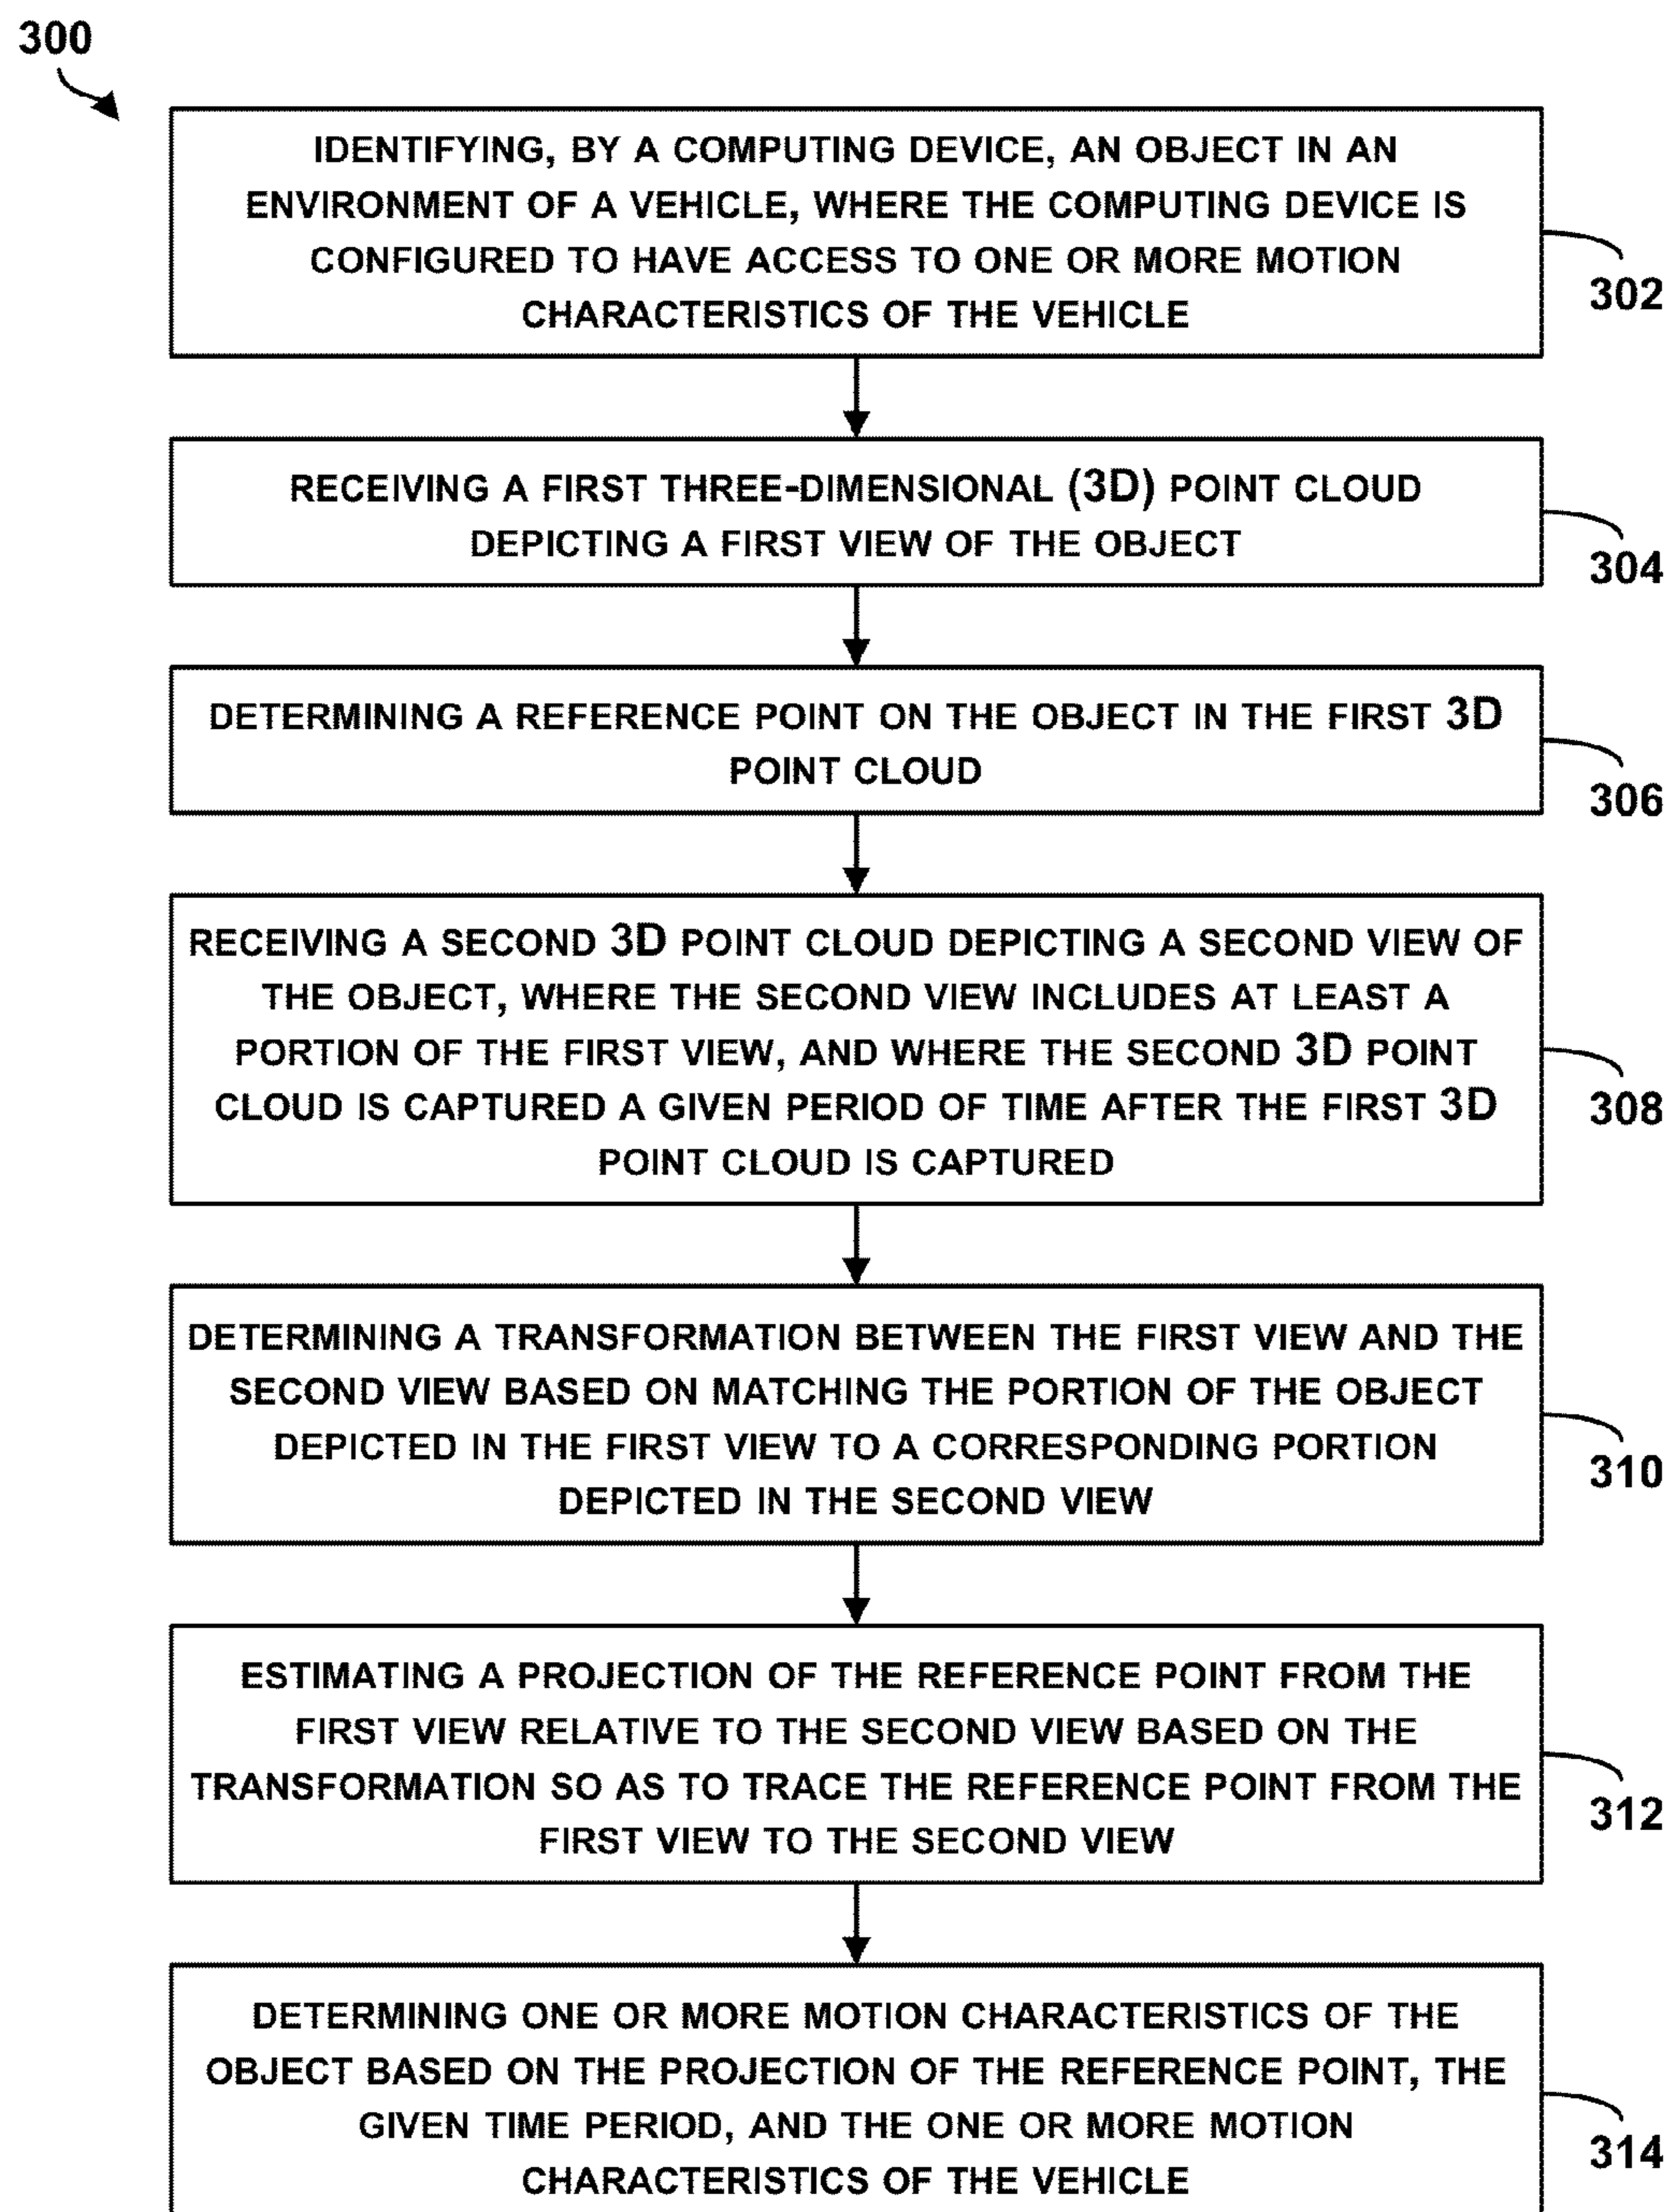 300
IDENTIFYING, BY A COMPUTING DEVICE, AN OBJECT IN AN
ENVIRONMENT OF A VEHICLE, WHERE THE COMPUTING DEVICE IS
CONFIGURED TO HAVE ACCESS TO ONE OR MORE MOTION
CHARACTERISTICS OF THE VEHICLE
302
RECEIVING A FIRST THREE-DIMENSIONAL (3D) POINT CLOUD
DEPICTING A FIRST VIEW OF THE OBJECT
304
DETERMINING A REFERENCE POINT ON THE OBJECT IN THE FIRST 3D
POINT CLOUD
306
RECEIVING A SECOND 3D POINT CLOUD DEPICTING A SECOND VIEW OF
THE OBJECT, WHERE THE SECOND VIEW INCLUDES AT LEAST A
PORTION OF THE FIRST VIEW, AND WHERE THE SECOND 3D POINT
CLOUD IS CAPTURED A GIVEN PERIOD OF TIME AFTER THE FIRST 3D
POINT CLOUD IS CAPTURED
308
DETERMINING A TRANSFORMATION BETWEEN THE FIRST VIEW AND THE
SECOND VIEW BASED ON MATCHING THE PORTION OF THE OBJECT
DEPICTED IN THE FIRST VIEW TO A CORRESPONDING PORTION
DEPICTED IN THE SECOND VIEW
310
ESTIMATING A PROJECTION OF THE REFERENCE POINT FROM THE
FIRST VIEW RELATIVE TO THE SECOND VIEW BASED ON THE
TRANSFORMATION SO AS TO TRACE THE REFERENCE POINT FROM THE
FIRST VIEW TO THE SECOND VIEW
312
DETERMINING ONE OR MORE MOTION CHARACTERISTICS OF THE
OBJECT BASED ON THE PROJECTION OF THE REFERENCE POINT, THE
GIVEN TIME PERIOD, AND THE ONE OR MORE MOTION
CHARACTERISTICS OF THE VEHICLE
314